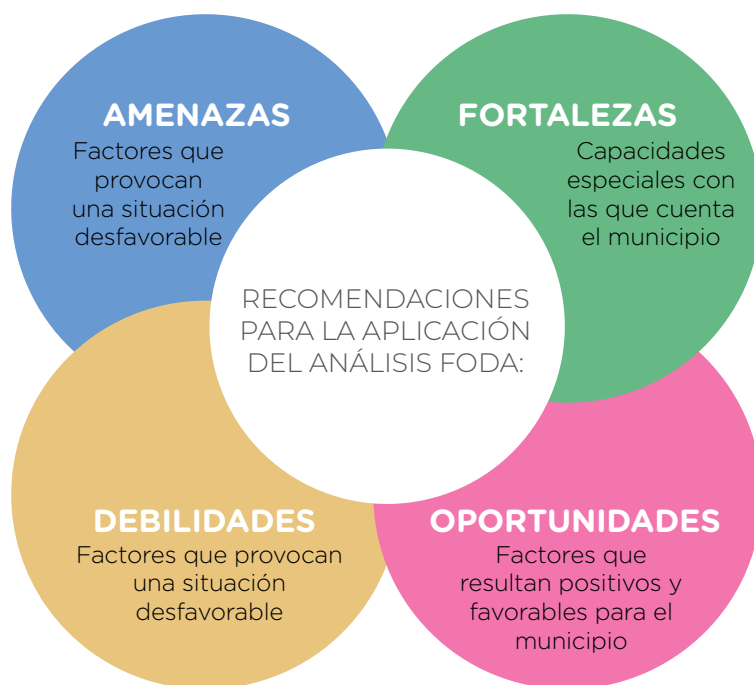 AMENAZAS
Factores que
provocan
una situación
desfavorable
FORTALEZAS
Capacidades
especiales con
las que cuenta
el municipio
RECOMENDACIONES
PARA LA APLICACIÓN
DEL ANÁLISIS FODA:
DEBILIDADES
Factores que provocan
una situación
desfavorable
OPORTUNIDADES
Factores que
resultan positivos y
favorables para el
municipio